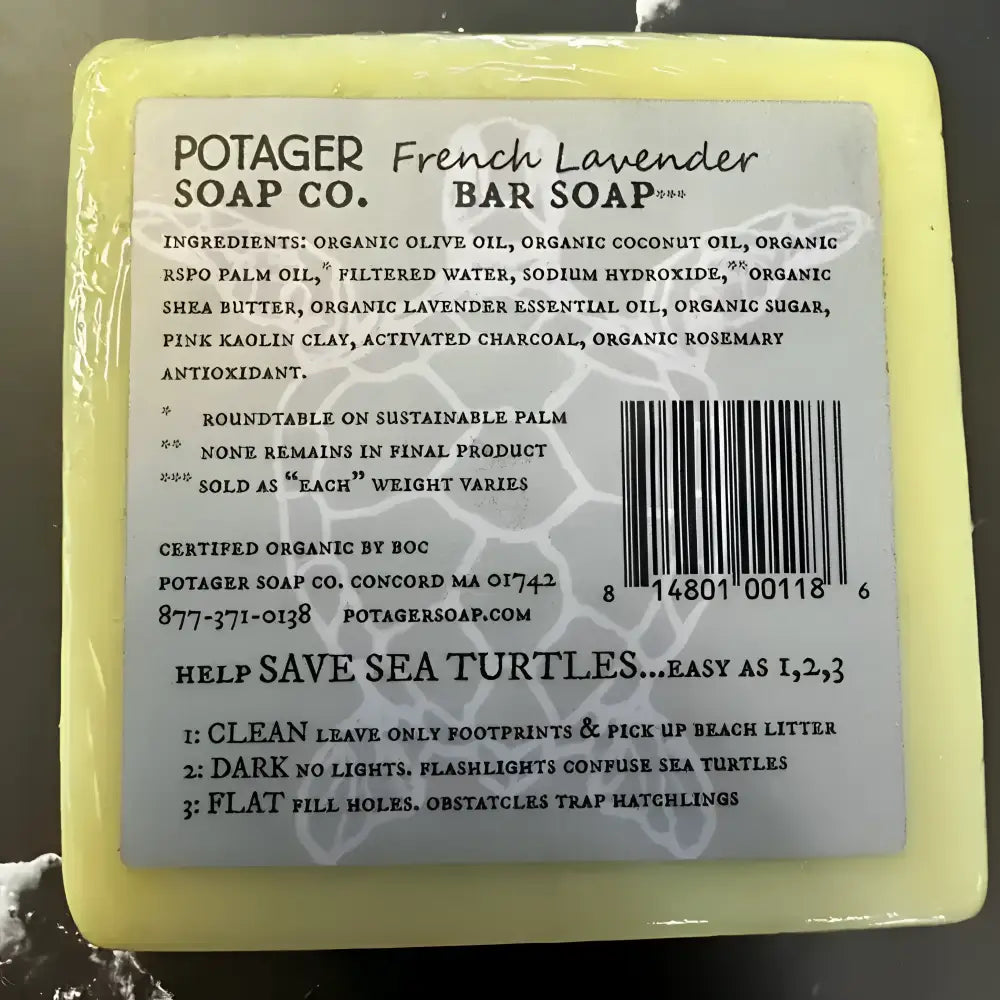 POTAGER French Lavender
SOAP CO. BAR SOAP***
INGREDIENTS: ORGANIC OLIVE OIL, ORGANIC COCONUT OIL, ORGANIC
RSPO PALM OIL,* FILTERED WATER, SODIUM HYDROXIDE,**ORGANIC
SHEA BUTTER, ORGANIC LAVENDER ESSENTIAL OIL, ORGANIC SUGAR,
PINK KAOLIN CLAY, ACTIVATED CHARCOAL, ORGANIC ROSEMARY
ANTIOXIDANT.
* ROUNDTABLE ON SUSTAINABLE PALM
** NONE REMAINS IN FINAL PRODUCT
*** SOLD AS “EACH” WEIGHT VARIES
8 14801 00118 6
CERTIFED ORGANIC BY BOC
POTAGER SOAP CO. CONCORD MA 01742
877-371-0138 POTAGERSOAP.COM
HELP SAVE SEA TURTLES...EASY AS 1,2,3
1: CLEAN LEAVE ONLY FOOTPRINTS & PICK UP BEACH LITTER
2: DARK NO LIGHTS. FLASHLIGHTS CONFUSE SEA TURTLES
3: FLAT FILL HOLES. OBSTATCLES TRAP HATCHLINGS